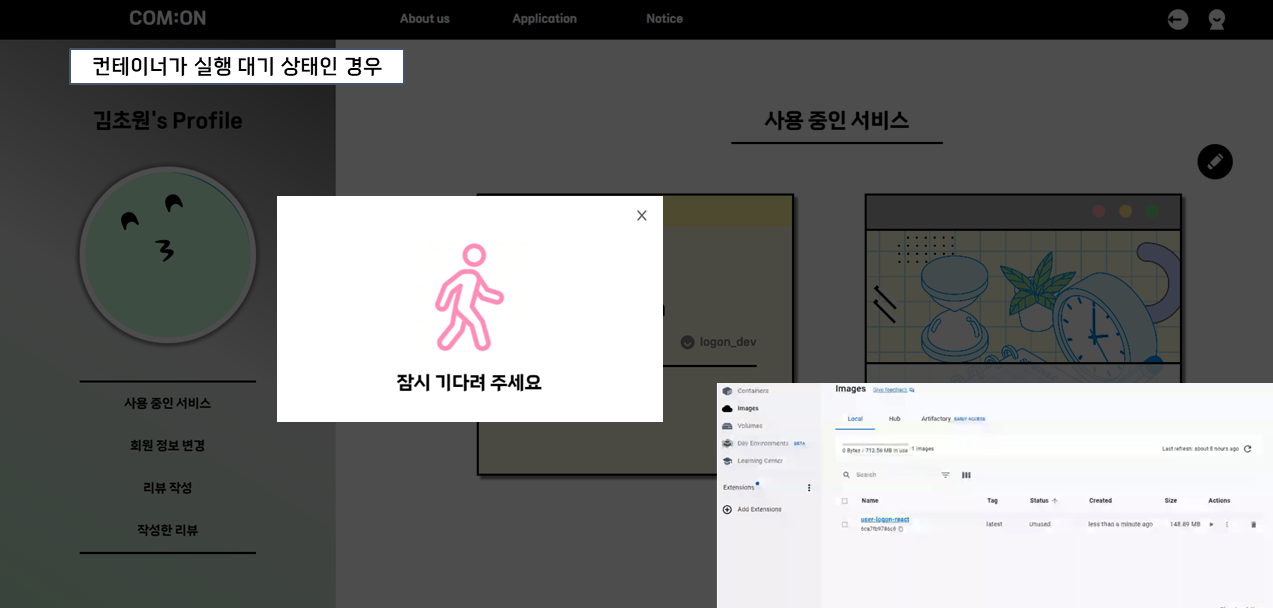 COM:ON
About us
Application
Notice
컨테이너가 실행 대기 상태인 경우
김초원's Profile
사용 중인 서비스
logon_dev
잠시 기다려 주세요
사용 중인 서비스
회원 정보 변경
리뷰 작성
작성한 리뷰
Containers
Images
Volumes
Dev Environments BETA
Learning Center
Extensions
Add Extensions
Images Give feedback
Local
Hub
Artifactory EARLY ACCESS
0 Bytes / 712.56 MB in use 1 images
Last refresh: about 8 hours ago
Search
Name Tag Status Created Size Actions
user-logon-react latest Unused less than a minute ago 148.89 MB